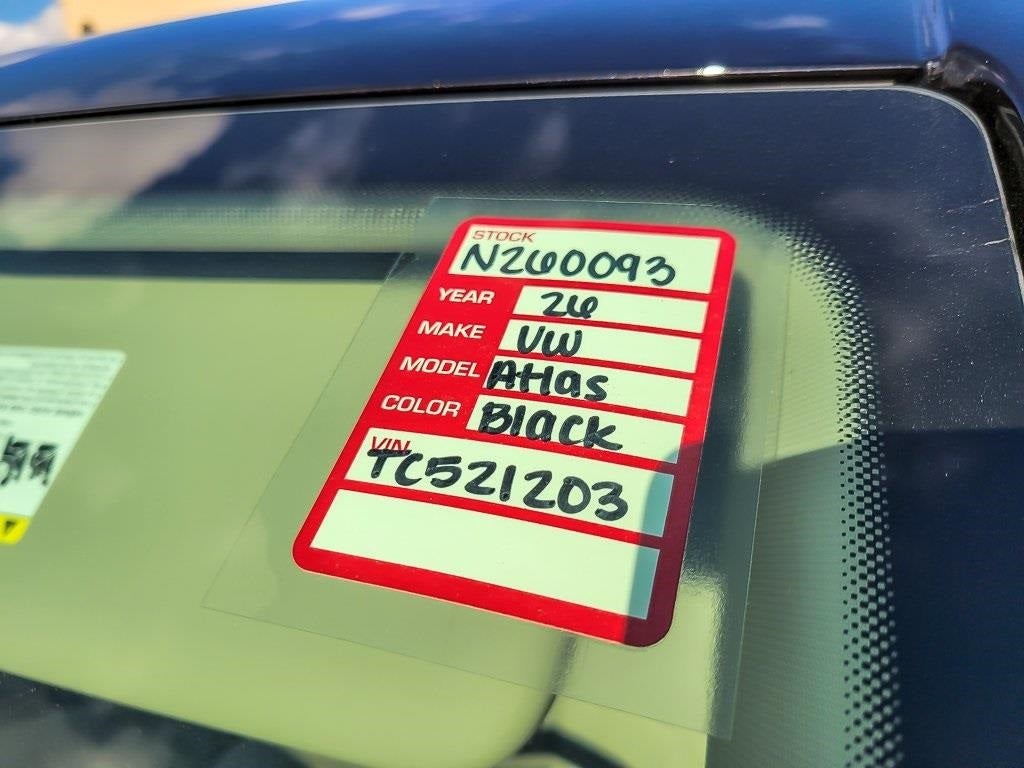 STOCK
N260093
YEAR 26
MAKE VW
MODEL Atlas
COLOR Black
VIN
TC521203